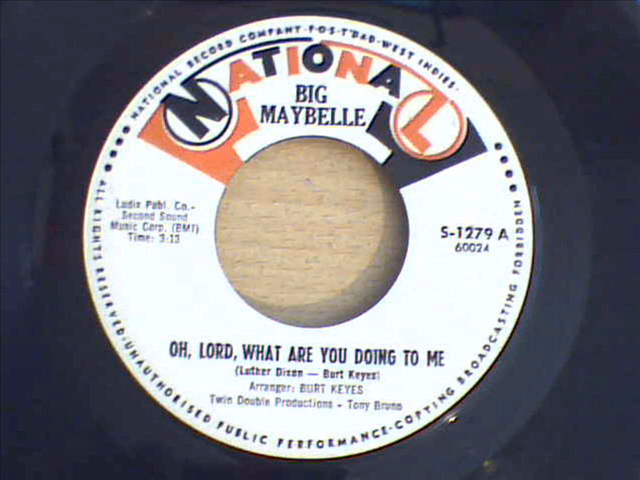 NATIONAL RECORD COMPANY-P·O·S-T'DAD-WEST INDIES·
NATIONAL
BIG
MAYBELLE
Ludix Publ. Co.-
Second Sound
Music Corp. (BMI)
Time: 3:13
S-1279 A
60024
OH, LORD, WHAT ARE YOU DOING TO ME
(Luther Dixon — Burt Keyes)
Arranger: BURT KEYES
Twin Double Productions - Tony Bruno
ALL RIGHTS RESERVED·UNAUTHORISED PUBLIC PERFORMANCE-COPYING BROADCASTING FORBIDDEN